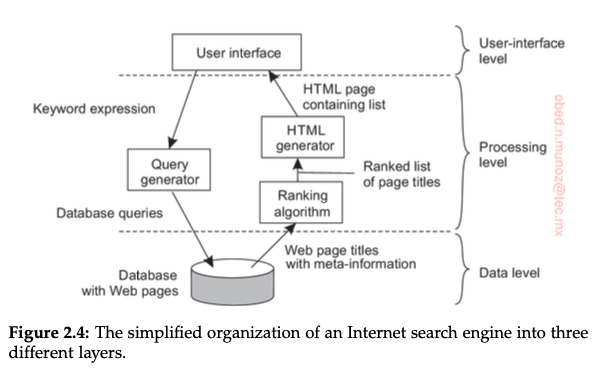 User interface
User-interface
level
Keyword expression
HTML page
containing list
HTML
generator
Query
generator
Processing
level
Ranked list
of page titles
Ranking
algorithm
Database queries
Web page titles
with meta-information
Database
with Web pages
Data level
obed.n.munoz@tec.mx
Figure 2.4: The simplified organization of an Internet search engine into three
different layers.